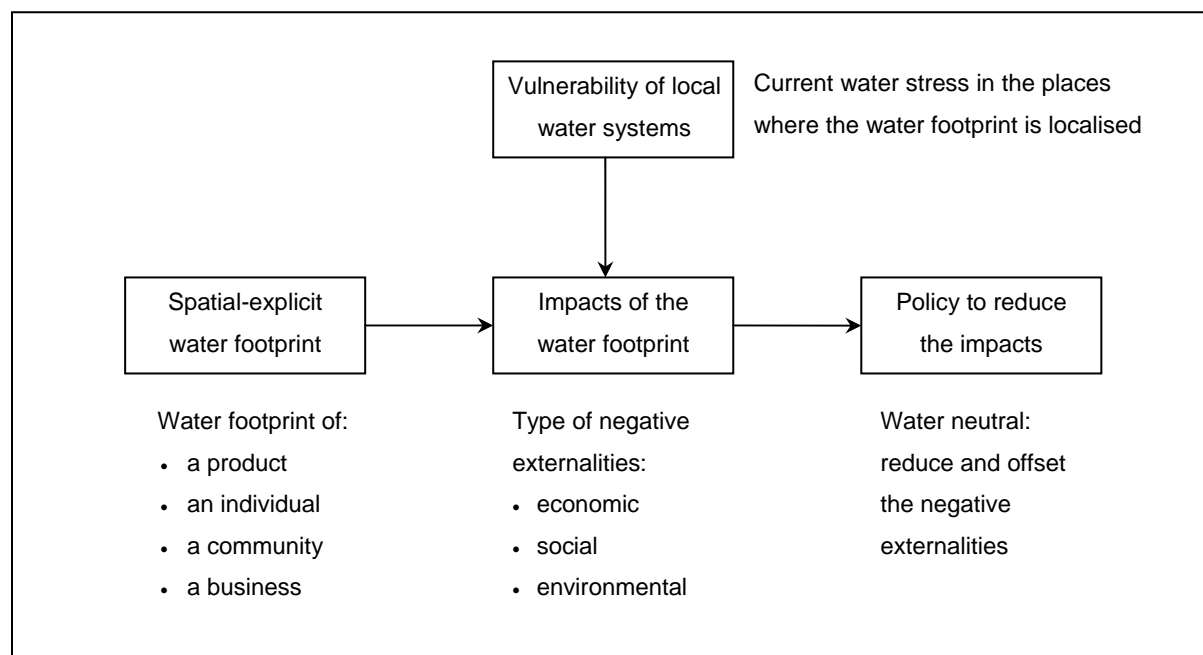 Vulnerability of local
water systems
Current water stress in the places
where the water footprint is localised
Spatial-explicit
water footprint
Impacts of the
water footprint
Policy to reduce
the impacts
Water footprint of:
• a product
• an individual
• a community
• a business
Type of negative
externalities:
• economic
• social
• environmental
Water neutral:
reduce and offset
the negative
externalities